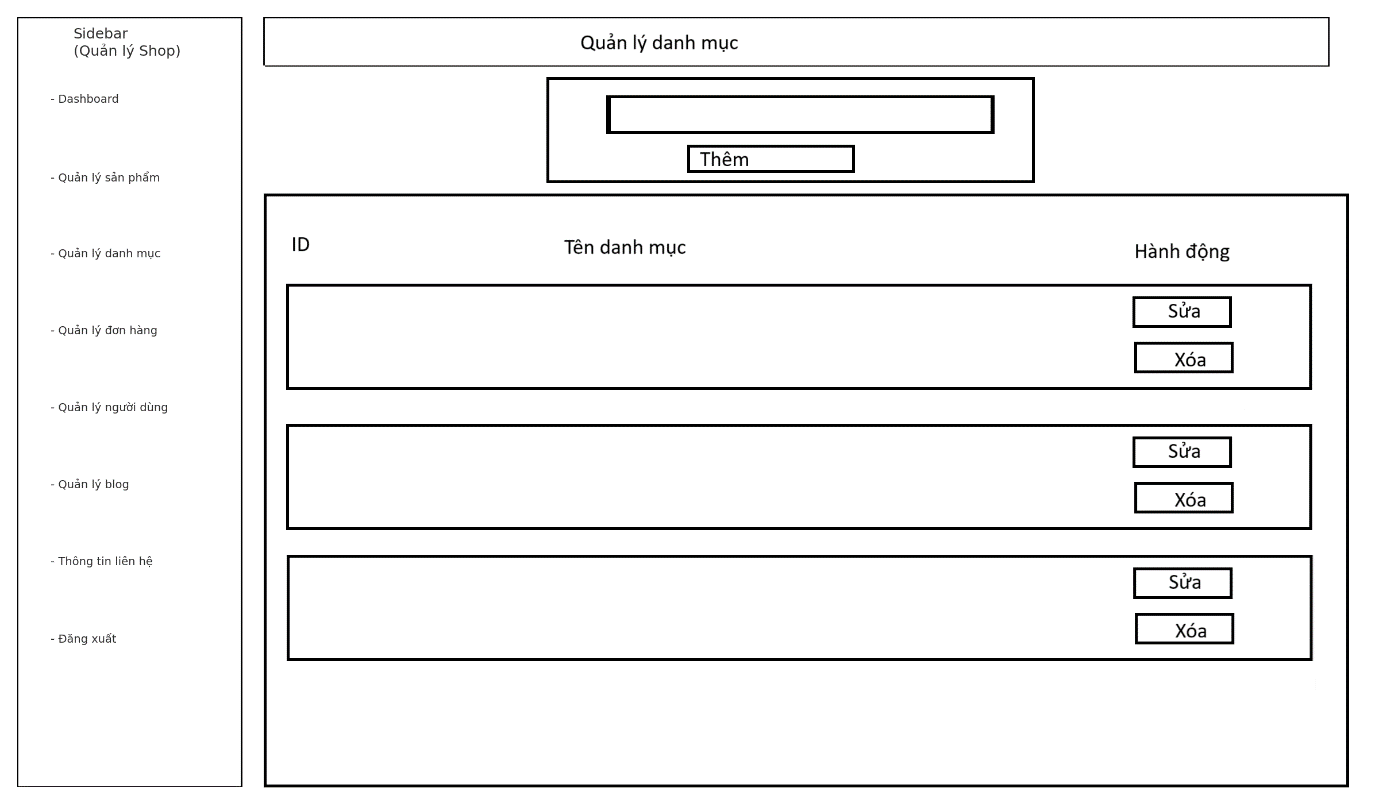 Sidebar
(Quản lý Shop)
- Dashboard
- Quản lý sản phẩm
- Quản lý danh mục
- Quản lý đơn hàng
- Quản lý người dùng
- Quản lý blog
- Thông tin liên hệ
- Đăng xuất
Quản lý danh mục
Thêm
ID Tên danh mục Hành động
Sửa
Xóa
Sửa
Xóa
Sửa
Xóa